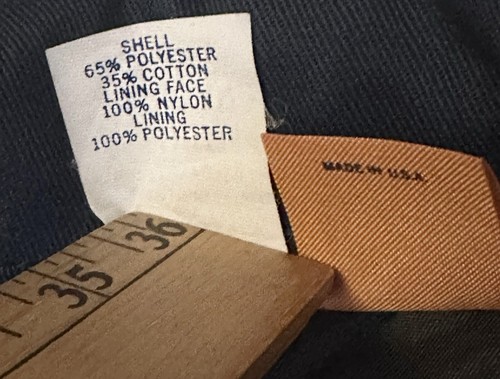 SHELL
65% POLYESTER
35% COTTON
LINING FACE
100% NYLON
LINING
100% POLYESTER
MADE IN U.S.A.
35 36